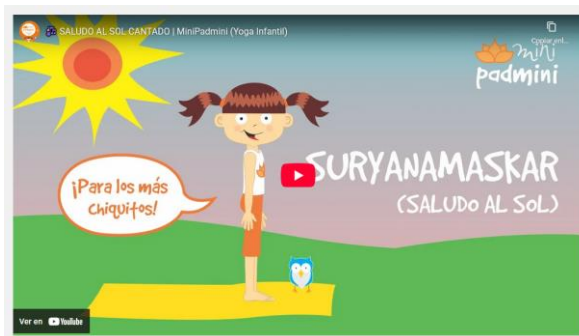 SALUDO AL SOL CANTADO | MiniPadmini (Yoga Infantil)
Copiar enl...
mini
padmini
SURYANAMASKAR
(SALUDO AL SOL)
¡Para los más
chiquitos!
Ver en YouTube